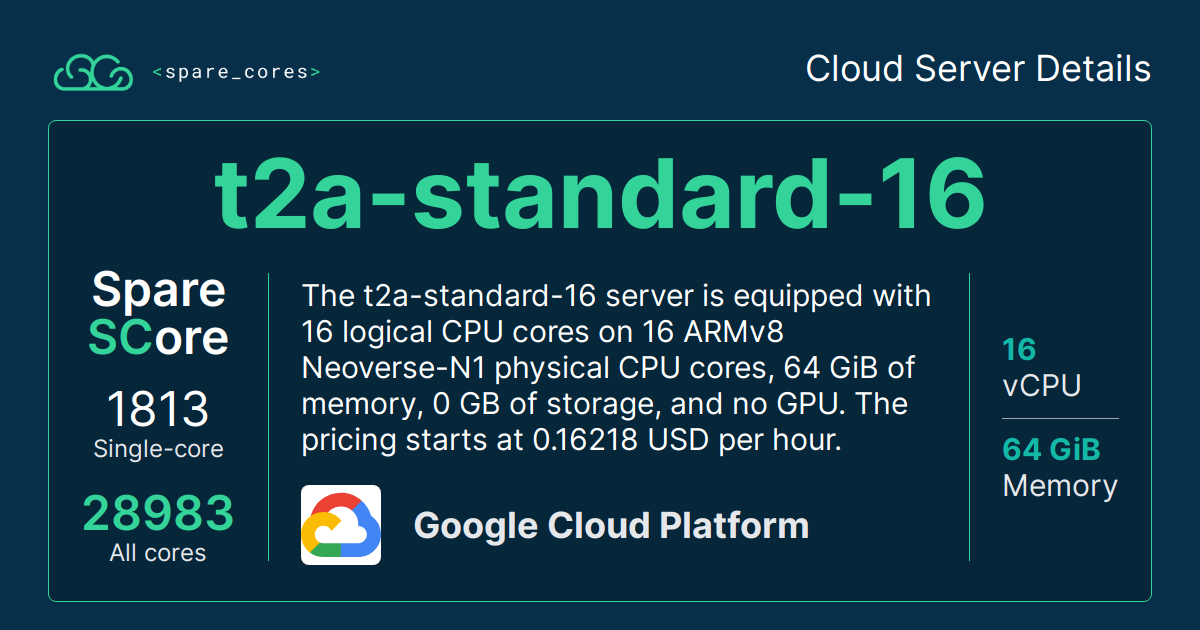 <spare_cores>
Cloud Server Details
t2a-standard-16
Spare
SCore
1813
Single-core
28983
All cores
The t2a-standard-16 server is equipped with
16 logical CPU cores on 16 ARMv8
Neoverse-N1 physical CPU cores, 64 GiB of
memory, 0 GB of storage, and no GPU. The
pricing starts at 0.16218 USD per hour.
Google Cloud Platform
16
vCPU
64 GiB
Memory